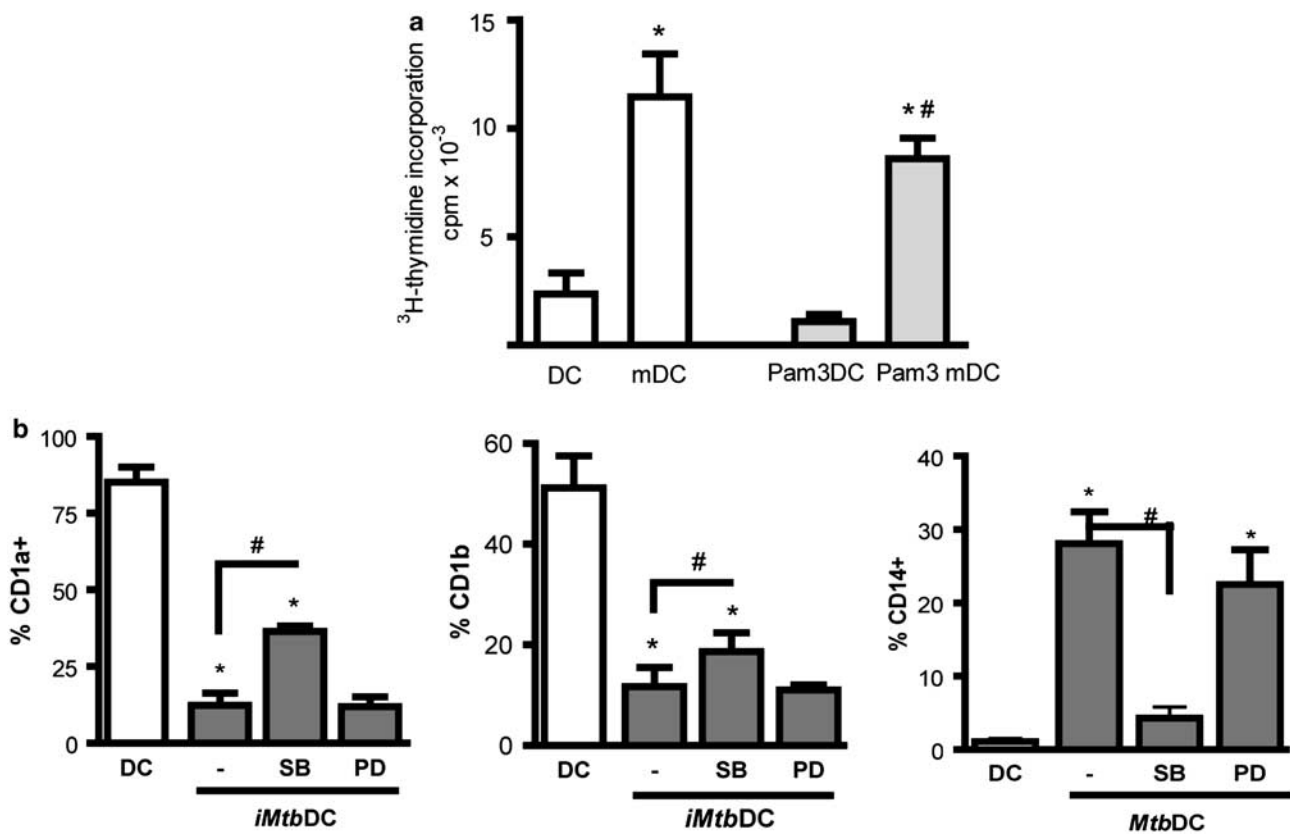 a
³H-thymidine incorporation
cpm x 10⁻³
15
10
5
*
* #
DC mDC Pam3DC Pam3 mDC
b
% CD1a+
100
75
50
25
0
#
*
*
DC - SB PD
iMtbDC
% CD1b
60
40
20
0
#
*
*
DC - SB PD
iMtbDC
% CD14+
40
30
20
10
0
*
#
*
DC - SB PD
MtbDC